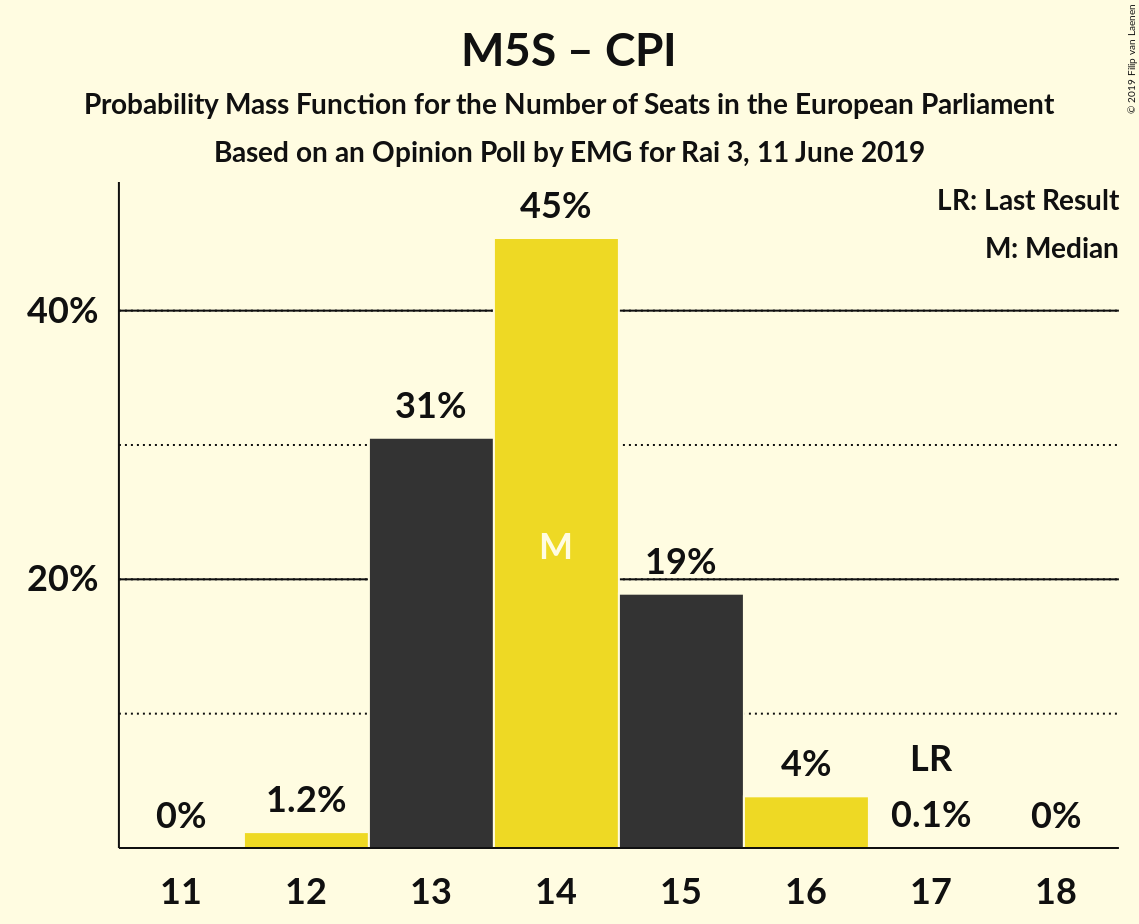 M5S – CPI
Probability Mass Function for the Number of Seats in the European Parliament
Based on an Opinion Poll by EMG for Rai 3, 11 June 2019
© 2019 Filip van Laenen
LR: Last Result
M: Median
40%
20%
0%
1.2%
31%
45%
M
19%
4%
LR
0.1%
0%
11 12 13 14 15 16 17 18